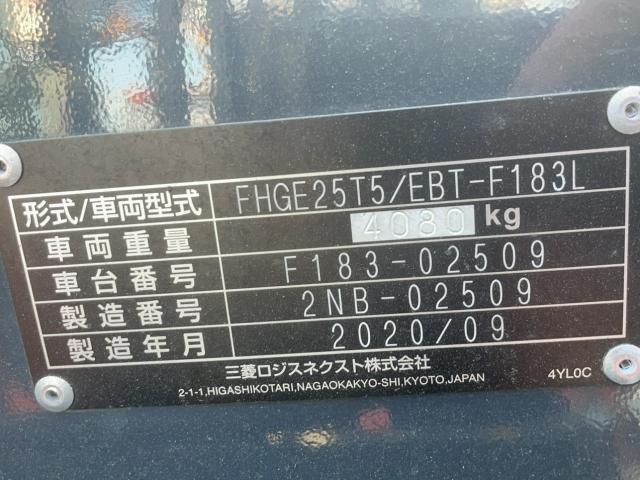 形式/車両型式 FHGE25T5/EBT-F183L
車両重量 4080 kg
車台番号 F183-02509
製造番号 2NB-02509
製造年月 2020/09
三菱ロジスネクスト株式会社
2-1-1,HIGASHIKOTARI,NAGAOKAKYO-SHI,KYOTO,JAPAN 4YL0C